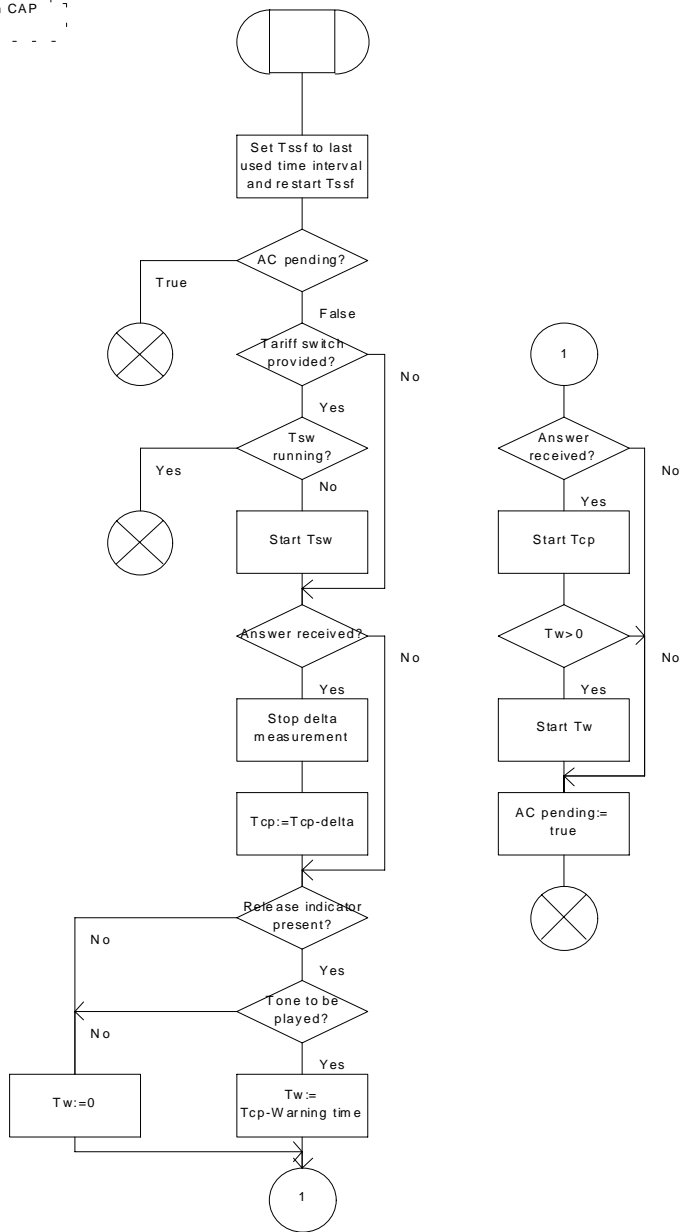 CAP
Set Tssf to last
used time interval
and restart Tssf
AC pending?
True
False
Tariff switch
provided?
No
Yes
Tsw
running?
Yes
No
Start Tsw
Answer received?
No
Yes
Stop delta
measurement
Tcp:=Tcp-delta
Release indicator
present?
No
Yes
Tone to be
played?
No
Yes
Tw:=0
Tw:=
Tcp-Warning time
1
1
Answer
received?
No
Yes
Start Tcp
Tw>0
No
Yes
Start Tw
AC pending:=
true